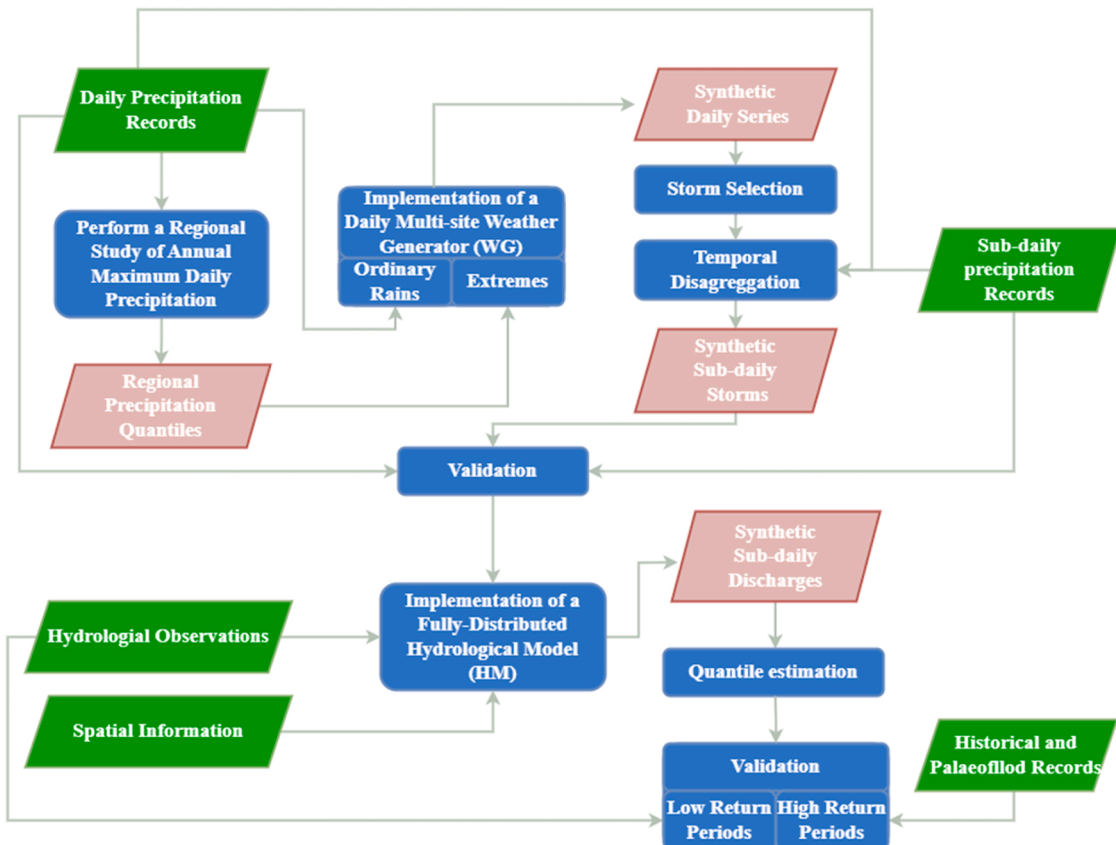 Daily Precipitation
Records
Synthetic
Daily Series
Perform a Regional
Study of Annual
Maximum Daily
Precipitation
Implementation of a
Daily Multi-site Weather
Generator (WG)
Ordinary
Rains
Extremes
Storm Selection
Temporal
Disagreggation
Sub-daily
precipitation
Records
Regional
Precipitation
Quantiles
Synthetic
Sub-daily
Storms
Validation
Synthetic
Sub-daily
Discharges
Hydrologial Observations
Implementation of a
Fully-Distributed
Hydrological Model
(HM)
Quantile estimation
Spatial Information
Validation
Low Return
Periods
High Return
Periods
Historical and
Palaeofllod Records